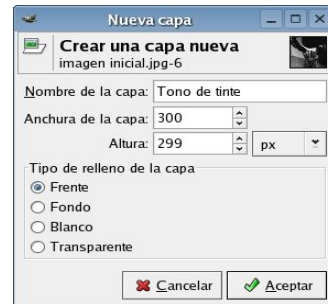 Nueva capa
Crear una capa nueva
imagen inicial.jpg-6
Nombre de la capa: Tono de tinte
Anchura de la capa: 300
Altura: 299 px
Tipo de relleno de la capa
Frente
Fondo
Blanco
Transparente
Cancelar Aceptar